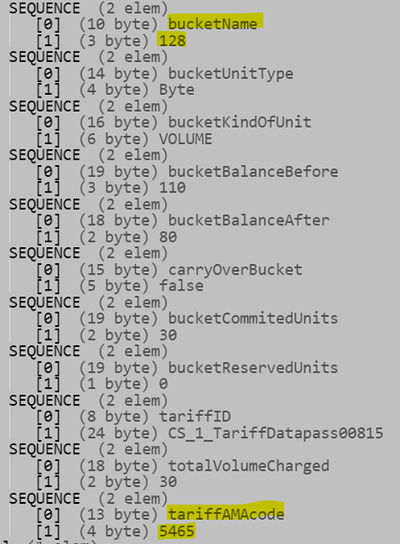 SEQUENCE (2 elem)
[0] (10 byte) bucketName
[1] (3 byte) 128
SEQUENCE (2 elem)
[0] (14 byte) bucketUnitType
[1] (4 byte) Byte
SEQUENCE (2 elem)
[0] (16 byte) bucketKindOfUnit
[1] (6 byte) VOLUME
SEQUENCE (2 elem)
[0] (19 byte) bucketBalanceBefore
[1] (3 byte) 110
SEQUENCE (2 elem)
[0] (18 byte) bucketBalanceAfter
[1] (2 byte) 80
SEQUENCE (2 elem)
[0] (15 byte) carryOverBucket
[1] (5 byte) false
SEQUENCE (2 elem)
[0] (19 byte) bucketCommitedUnits
[1] (2 byte) 30
SEQUENCE (2 elem)
[0] (19 byte) bucketReservedUnits
[1] (1 byte) 0
SEQUENCE (2 elem)
[0] (8 byte) tariffID
[1] (24 byte) CS_1_TariffDatapass00815
SEQUENCE (2 elem)
[0] (18 byte) totalVolumeCharged
[1] (2 byte) 30
SEQUENCE (2 elem)
[0] (13 byte) tariffAMAcode
[1] (4 byte) 5465